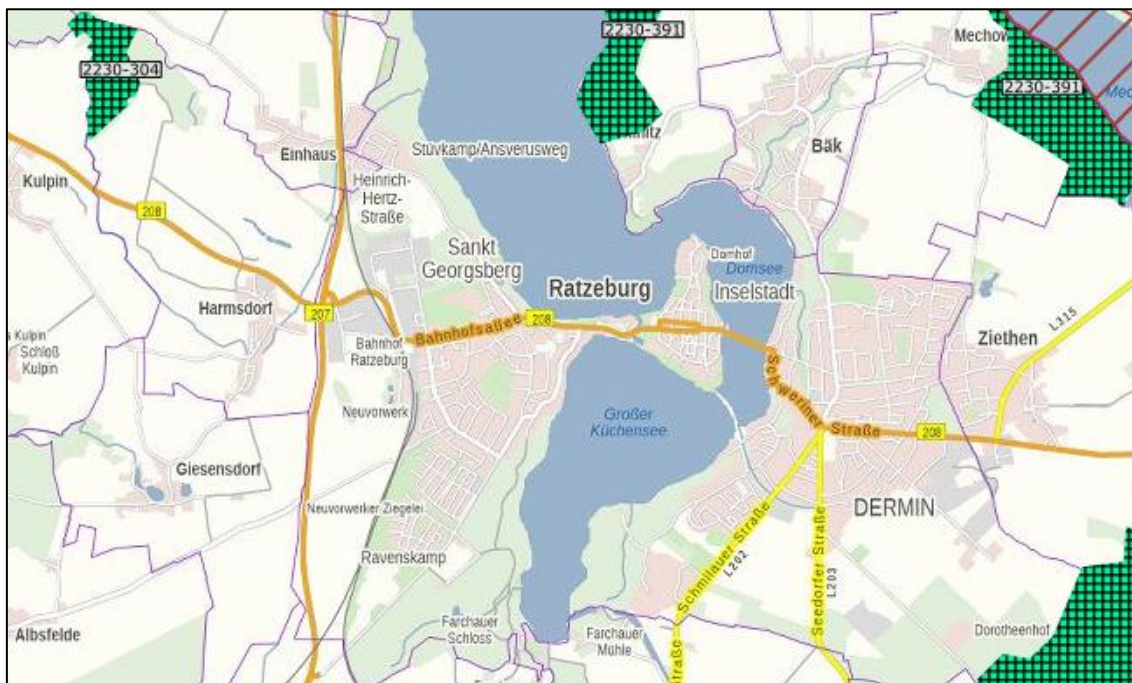 2230-391
Mechow
2230-304
2230-391
Bäk
Einhaus
Stüvkamp/Ansverusweg
Kulpin
Heinrich-
Hertz-
Straße
208
Sankt
Georgsberg
Domhof
Domsee
Ratzeburg
Inselstadt
Harmsdorf
207
208
Bahnhofsallee
L315
Ziethen
Kulpin
Schloß
Kulpin
Bahnhof
Ratzeburg
Schweriner Straße
Neuvorwerk
Großer
Küchensee
208
Giesensdorf
Neuvorwerker Ziegelei
DERMIN
Ravenskamp
Schmilauer Straße
L202
Seedorfer Straße
L203
Albsfelde
Farchauer
Schloss
Farchauer
Mühle
Dorotheenhof
Straße